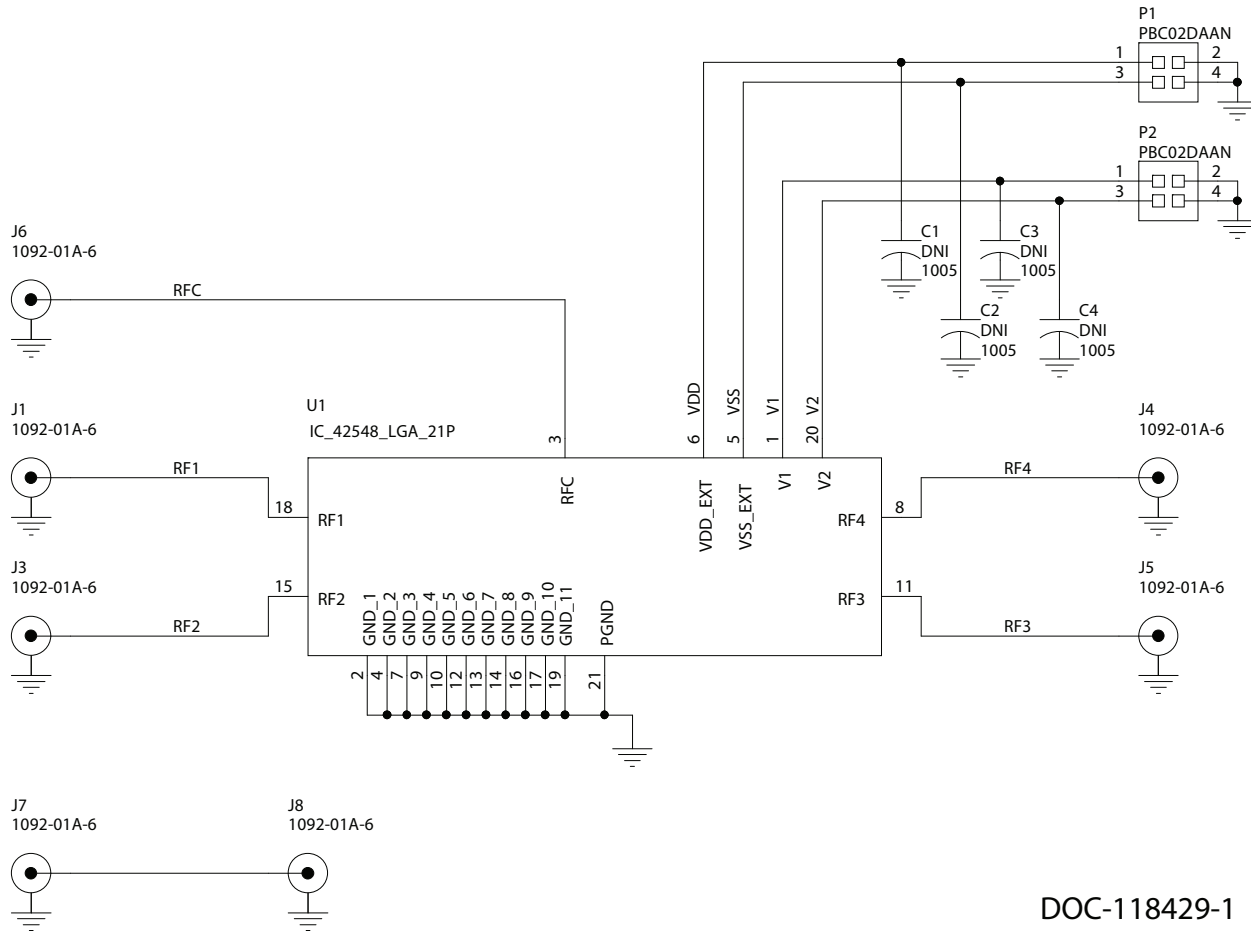 P1
PBC02DAAN
1 2
3 4
P2
PBC02DAAN
1 2
3 4
C1
DNI
1005
C3
DNI
1005
C2
DNI
1005
C4
DNI
1005
J6
1092-01A-6
RFC
J1
1092-01A-6
RF1
J3
1092-01A-6
RF2
U1
IC_42548_LGA_21P
3
6 VDD
5 VSS
1 V1
20 V2
RFC
VDD_EXT
VSS_EXT
V1
V2
18 RF1
15 RF2
RF4 8
RF3 11
J4
1092-01A-6
RF4
J5
1092-01A-6
RF3
GND_1
GND_2
GND_3
GND_4
GND_5
GND_6
GND_7
GND_8
GND_9
GND_10
GND_11
PGND
2
4
7
9
10
12
13
14
16
17
19
21
J7
1092-01A-6
J8
1092-01A-6
DOC-118429-1